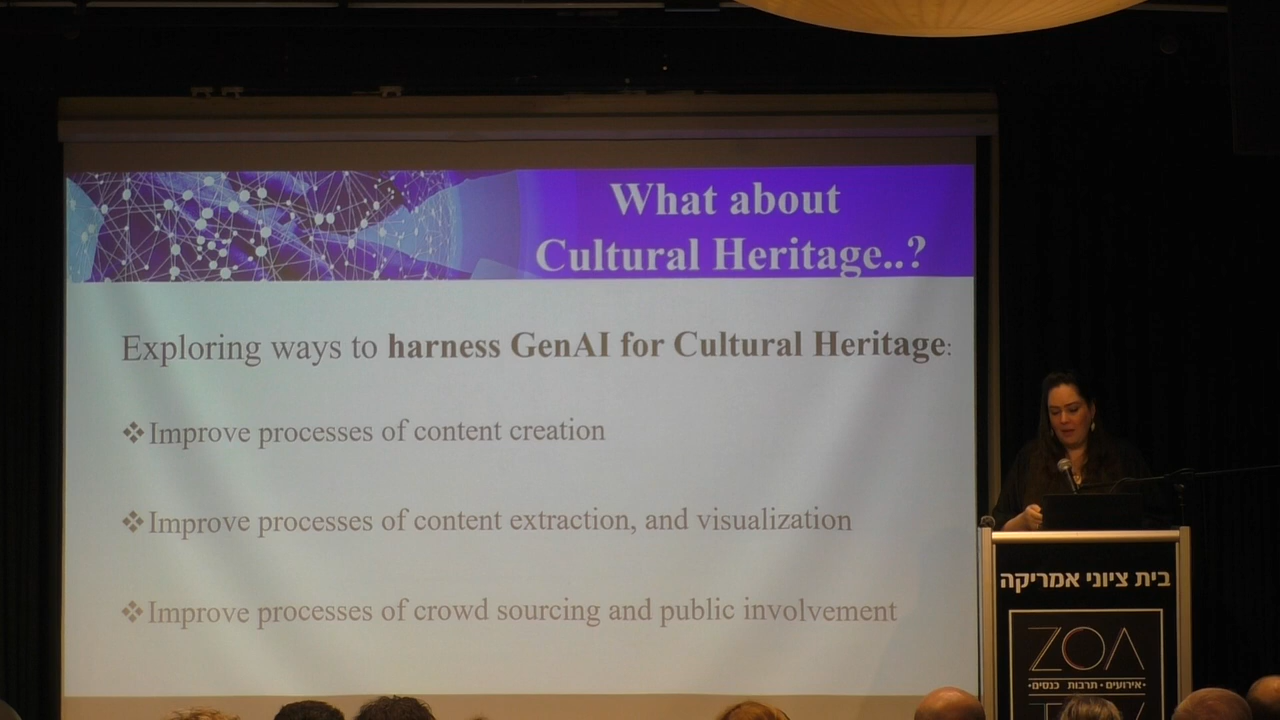 What about
Cultural Heritage..?
Exploring ways to harness GenAI for Cultural Heritage:
❖ Improve processes of content creation
❖ Improve processes of content extraction, and visualization
❖ Improve processes of crowd sourcing and public involvement
בית ציוני אמריקה
ZOA
•אירועים • תרבות כנסים•